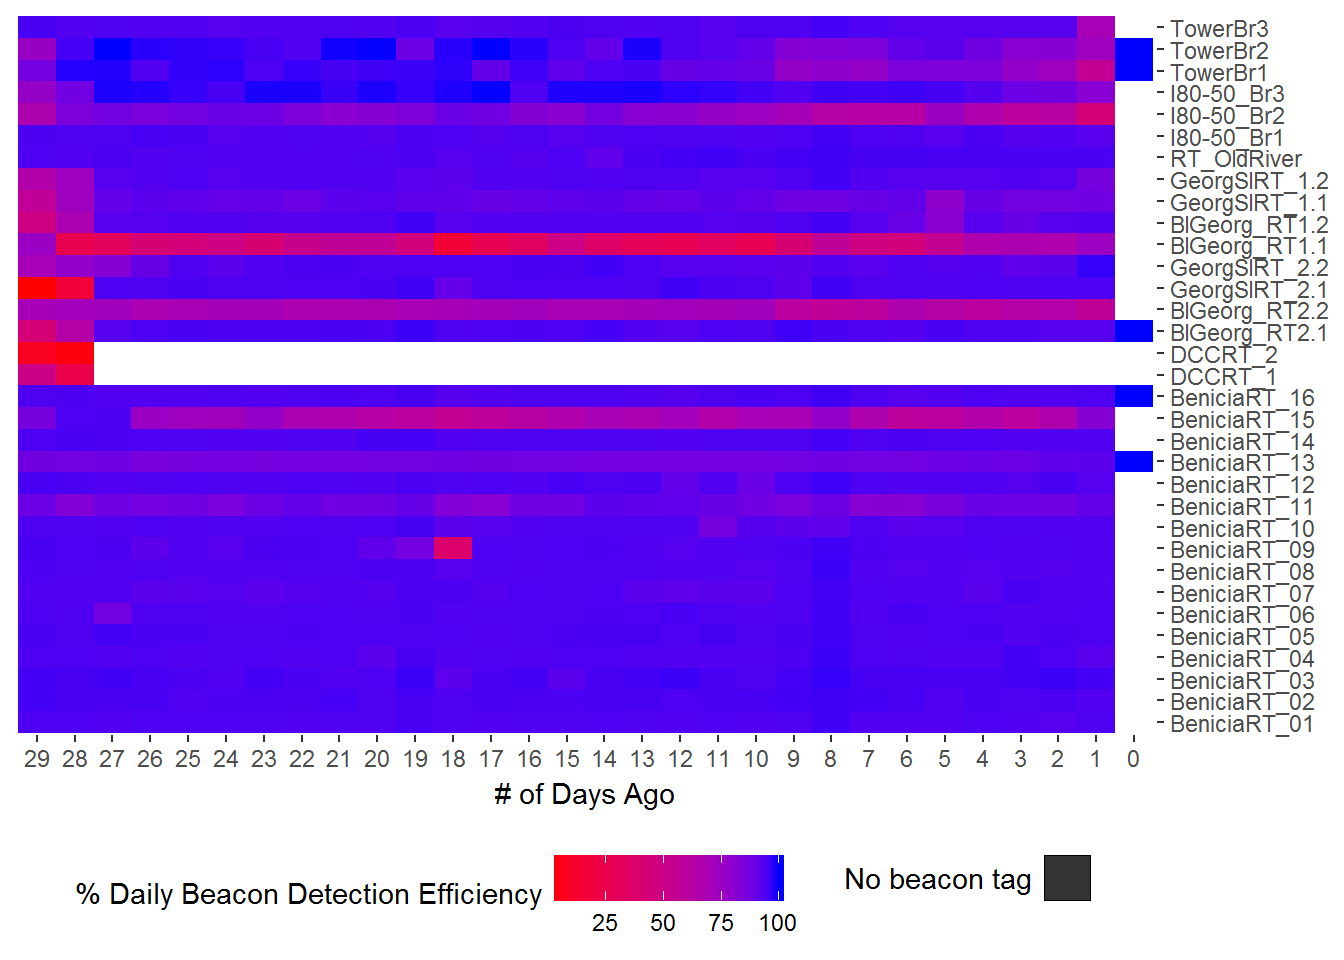 TowerBr3
TowerBr2
TowerBr1
I80-50_Br3
I80-50_Br2
I80-50_Br1
RT_OldRiver
GeorgSlRT_1.2
GeorgSlRT_1.1
BlGeorg_RT1.2
BlGeorg_RT1.1
GeorgSlRT_2.2
GeorgSlRT_2.1
BlGeorg_RT2.2
BlGeorg_RT2.1
DCCRT_2
DCCRT_1
BeniciaRT_16
BeniciaRT_15
BeniciaRT_14
BeniciaRT_13
BeniciaRT_12
BeniciaRT_11
BeniciaRT_10
BeniciaRT_09
BeniciaRT_08
BeniciaRT_07
BeniciaRT_06
BeniciaRT_05
BeniciaRT_04
BeniciaRT_03
BeniciaRT_02
BeniciaRT_01
29 28 27 26 25 24 23 22 21 20 19 18 17 16 15 14 13 12 11 10 9 8 7 6 5 4 3 2 1 0
# of Days Ago
% Daily Beacon Detection Efficiency
25 50 75 100
No beacon tag